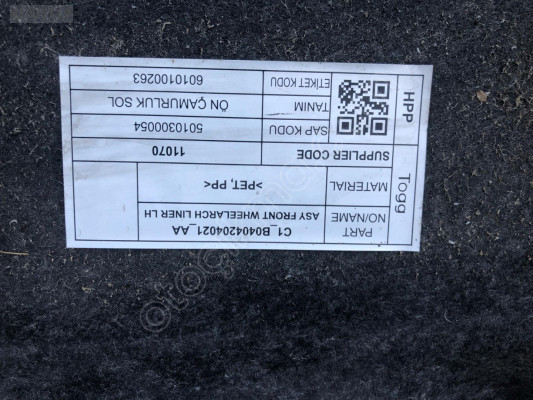 Togg
PART NO/NAME
C1_B0404204021_AA
ASY FRONT WHEELARCH LINER LH
MATERIAL
>PET, PP<
SUPPLIER CODE
11070
HPP
SAP KODU
5010300054
TANIM
ÖN ÇAMURLUK SOL
ETİKET KODU
6010100263